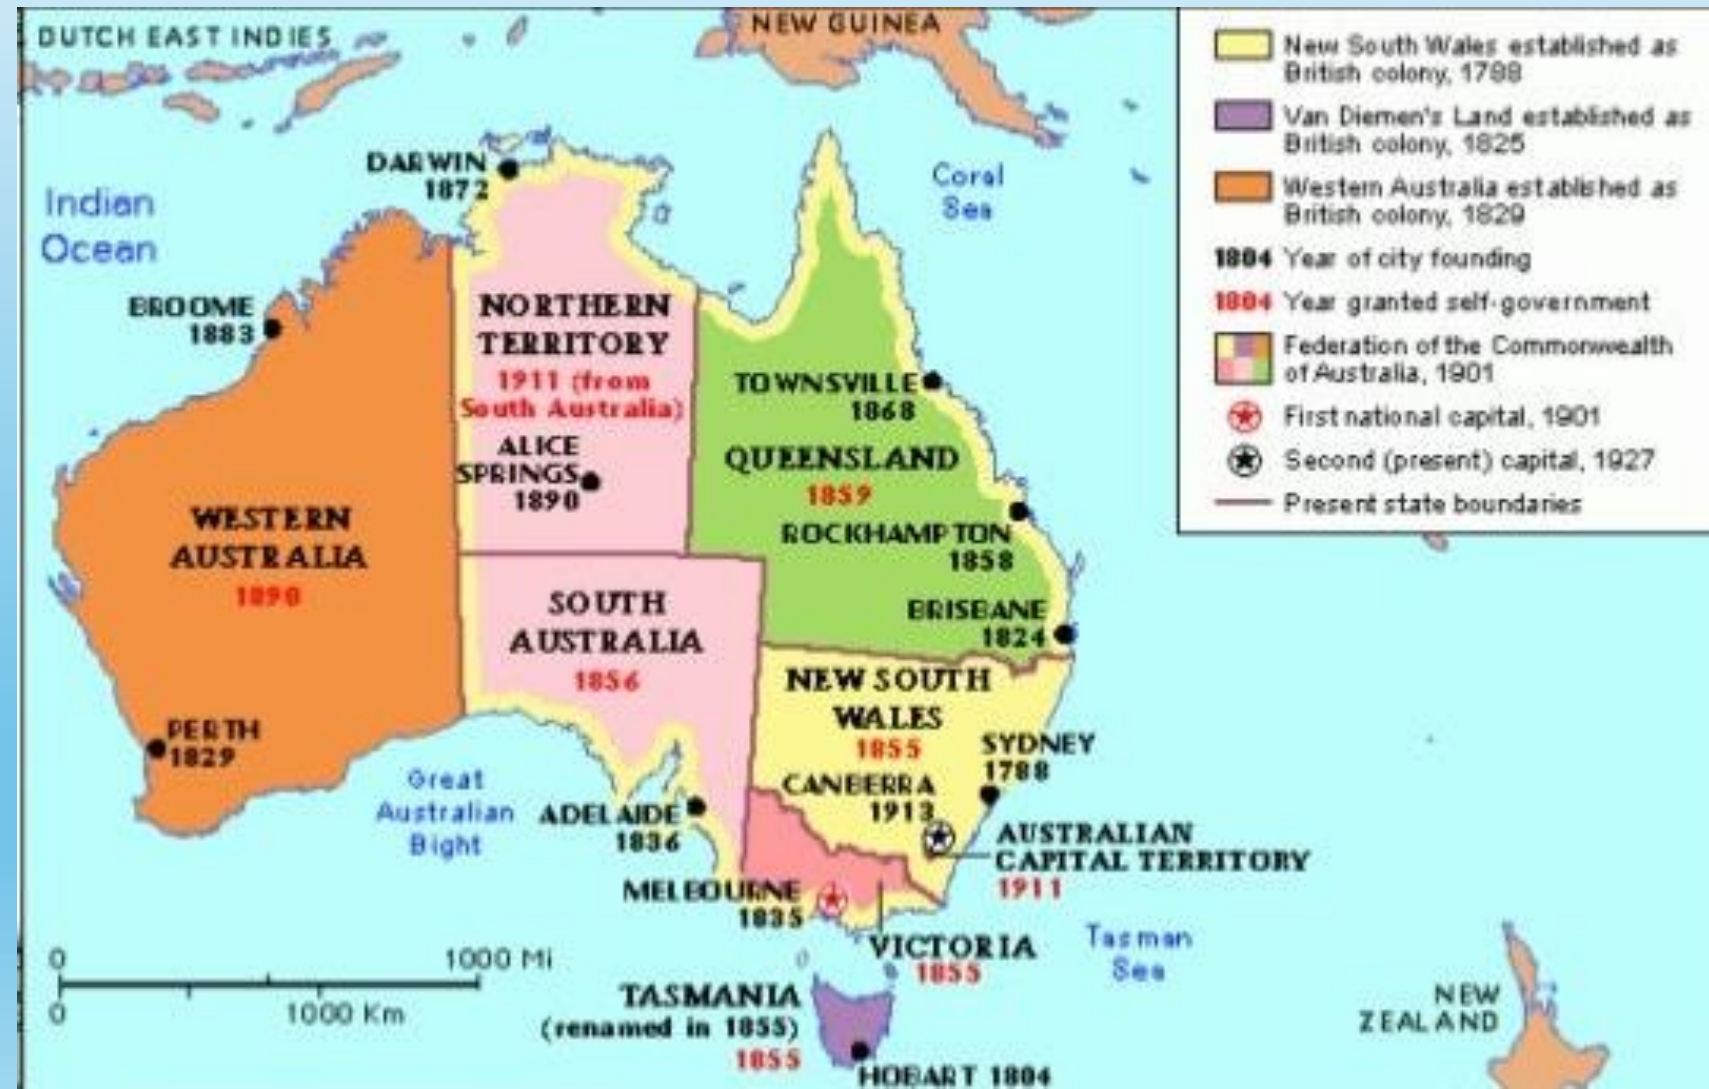 DUTCH EAST INDIES
NEW GUINEA
Indian
Ocean
Coral
Sea
DARWIN
1872
BROOME
1883
NORTHERN
TERRITORY
1911 (from
South Australia)
ALICE
SPRINGS
1890
TOWNSVILLE
1868
QUEENSLAND
1859
ROCKHAMPTON
1858
BRISBANE
1824
WESTERN
AUSTRALIA
1890
PERTH
1829
SOUTH
AUSTRALIA
1856
Great
Australian
Bight
ADELAIDE
1836
NEW SOUTH
WALES
1855
SYDNEY
1788
CANBERRA
1913
AUSTRALIAN
CAPITAL TERRITORY
1911
MELBOURNE
1835
VICTORIA
1855
Tasman
Sea
TASMANIA
(renamed in 1855)
1855
HOBART 1804
NEW
ZEALAND
0
1000 Mi
0
1000 Km
New South Wales established as
British colony, 1788
Van Diemen's Land established as
British colony, 1825
Western Australia established as
British colony, 1829
1804 Year of city founding
1804 Year granted self-government
Federation of the Commonwealth
of Australia, 1901
First national capital, 1901
Second (present) capital, 1927
Present state boundaries